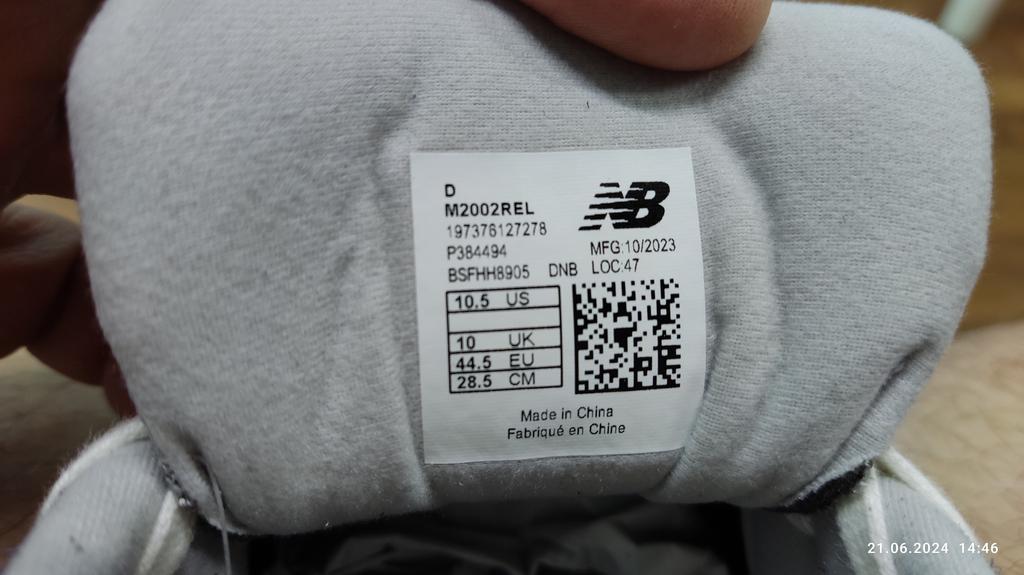 D
M2002REL
197376127278
P384494
BSFHH8905 DNB
NB
MFG:10/2023
LOC:47
10.5 US
10 UK
44.5 EU
28.5 CM
Made in China
Fabriqué en Chine
21.06.2024 14:46